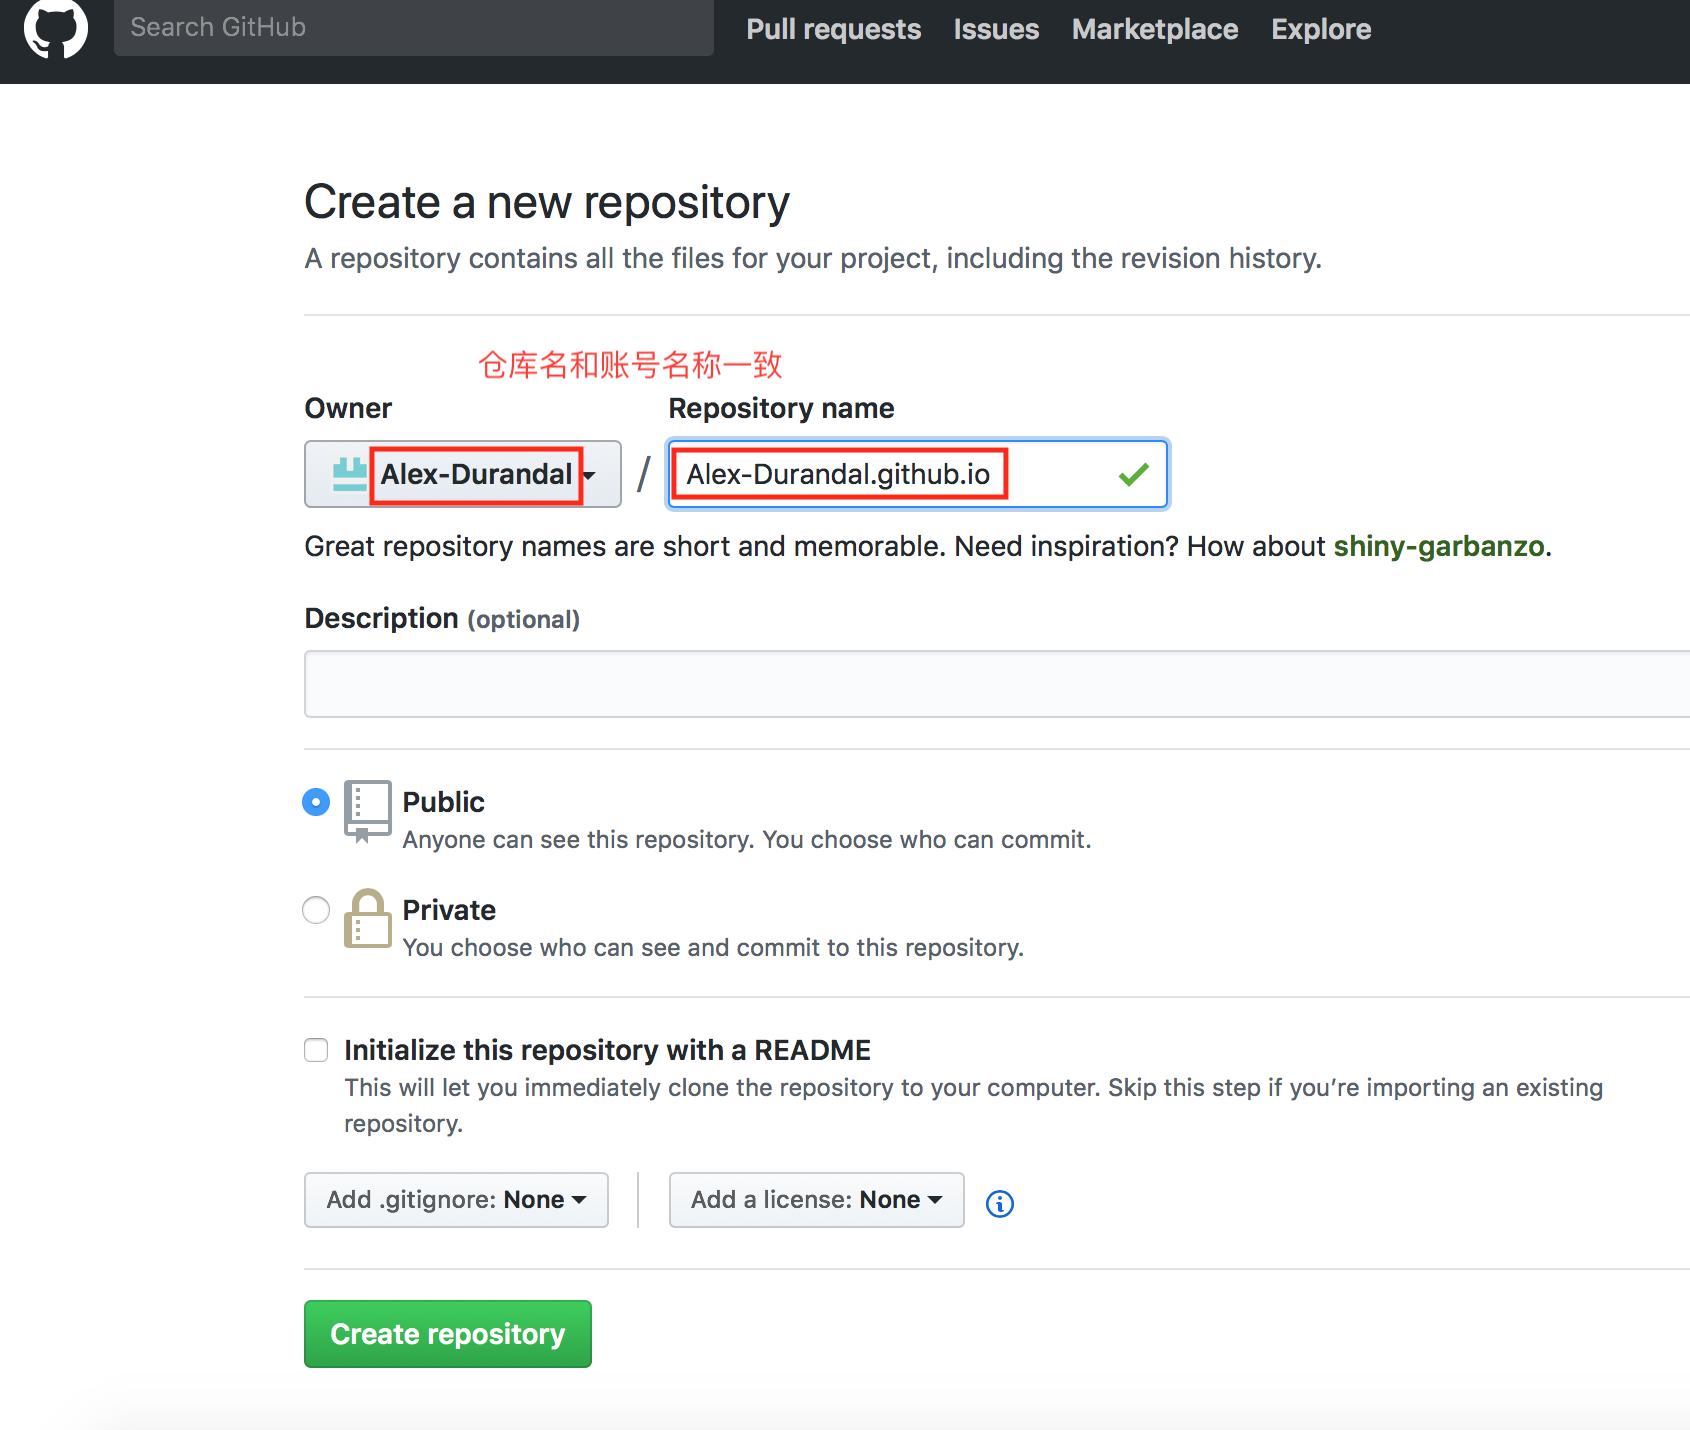 Search GitHub
Pull requests Issues Marketplace Explore
Create a new repository
A repository contains all the files for your project, including the revision history.
仓库名和账号名称一致
Owner Repository name
Alex-Durandal / Alex-Durandal.github.io
Great repository names are short and memorable. Need inspiration? How about shiny-garbanzo.
Description (optional)
Public
Anyone can see this repository. You choose who can commit.
Private
You choose who can see and commit to this repository.
Initialize this repository with a README
This will let you immediately clone the repository to your computer. Skip this step if you’re importing an existing
repository.
Add .gitignore: None Add a license: None
Create repository